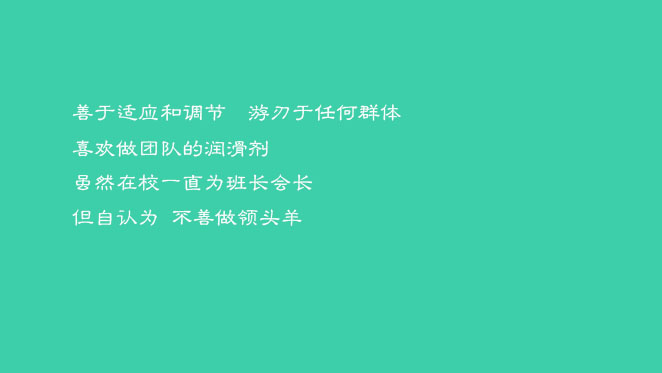 善于适应和调节　游刃于任何群体
喜欢做团队的润滑剂
虽然在校一直为班长会长
但自认为 不善做领头羊